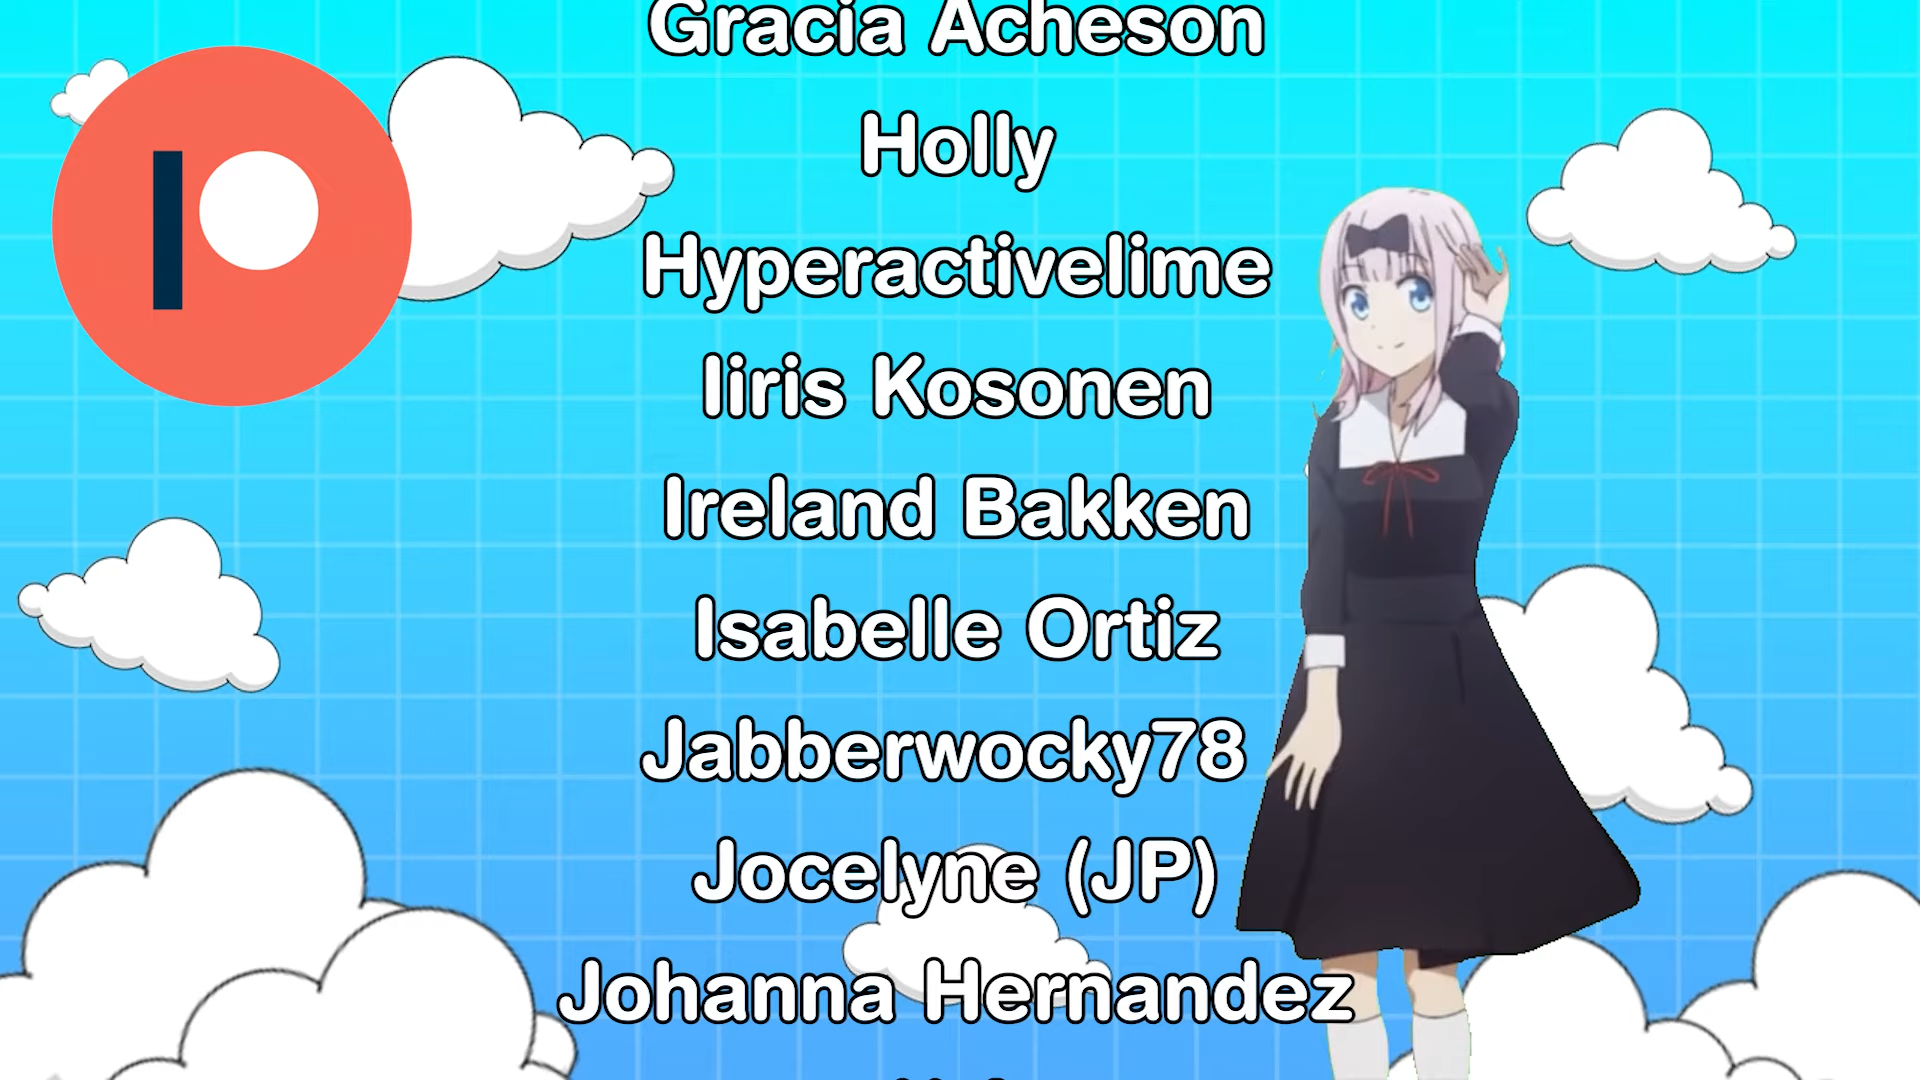 Gracia Acheson
Holly
Hyperactivelime
Iiris Kosonen
Ireland Bakken
Isabelle Ortiz
Jabberwocky78
Jocelyne (JP)
Johanna Hernandez